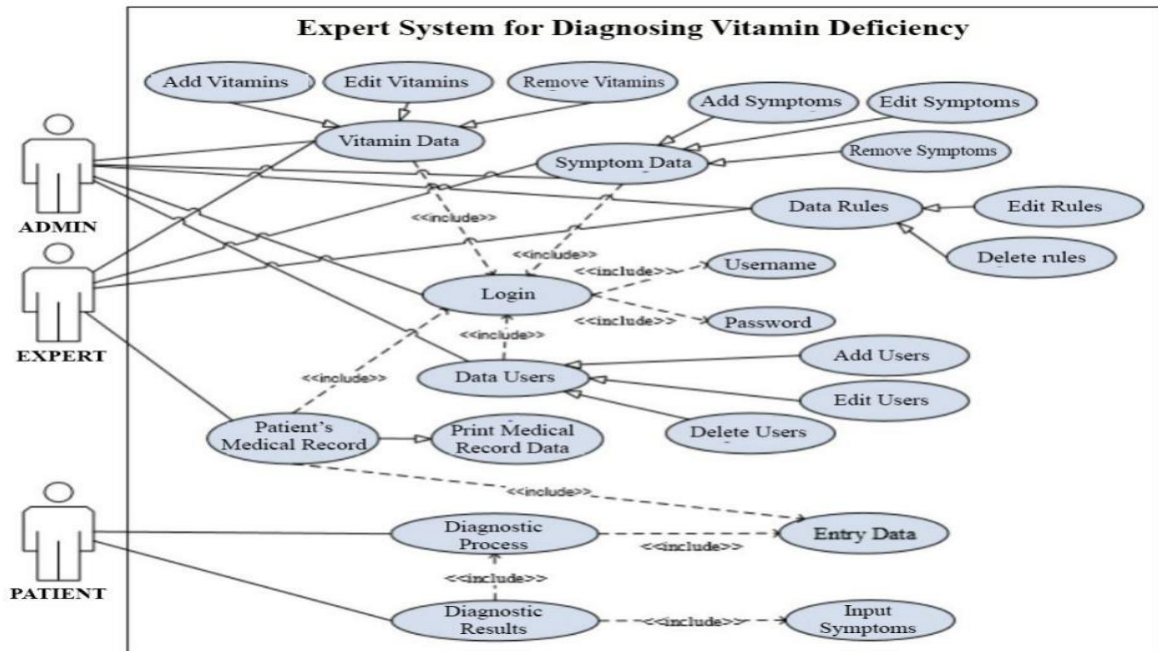 Expert System for Diagnosing Vitamin Deficiency
Add Vitamins
Edit Vitamins
Remove Vitamins
Add Symptoms
Edit Symptoms
Vitamin Data
Symptom Data
Remove Symptoms
ADMIN
<<include>>
Data Rules
Edit Rules
<<include>>
Delete rules
<<include>>
Username
Login
<<include>>
Password
EXPERT
<<include>>
Add Users
<<include>>
Data Users
Edit Users
Patient's
Medical Record
Print Medical
Record Data
Delete Users
<<include>>
Diagnostic
Process
Entry Data
<<include>>
<<include>>
PATIENT
Diagnostic
Results
<<include>>
Input
Symptoms